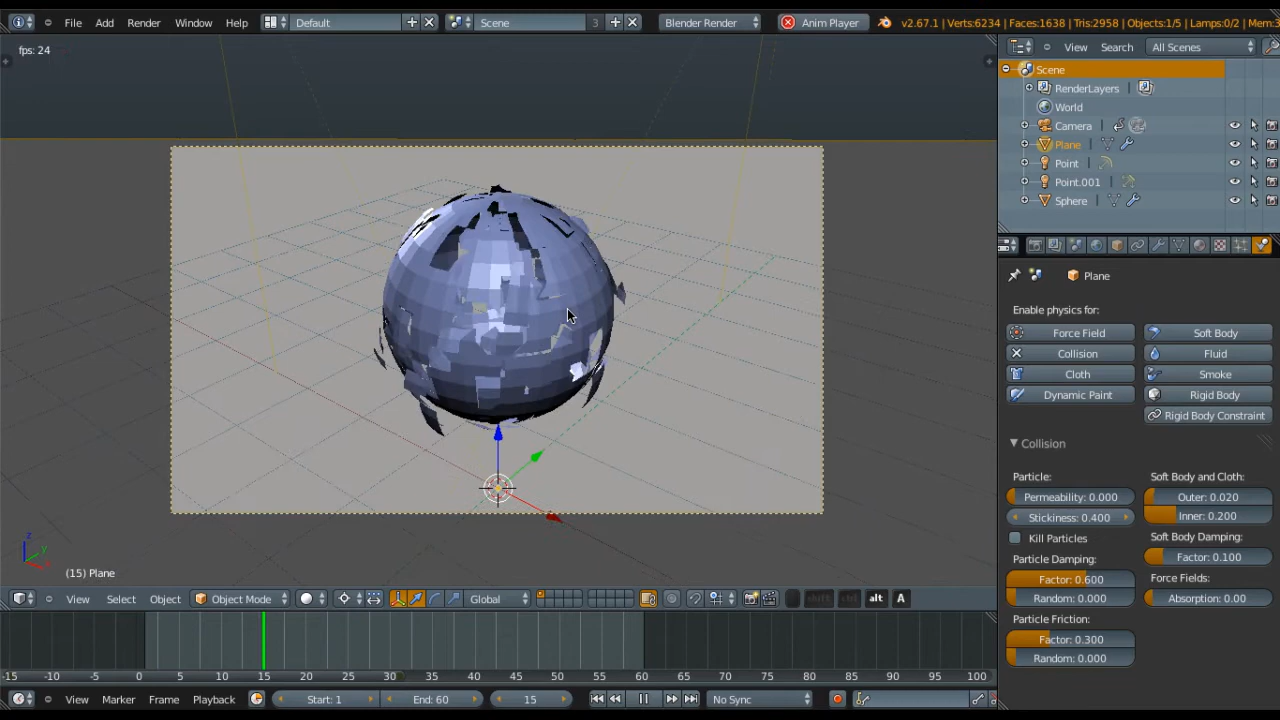 File Add Render Window Help Default Scene 3 Blender Render Anim Player v2.67.1 | Verts:6234 | Faces:1638 | Tris:2958 | Objects:1/5 | Lamps:0/2 | Mem:3
fps: 24
View Search All Scenes
Scene
RenderLayers
World
Camera
Plane
Point
Point.001
Sphere
Plane
Enable physics for:
Force Field Soft Body
Collision Fluid
Cloth Smoke
Dynamic Paint Rigid Body
Rigid Body Constraint
Collision
Particle: Soft Body and Cloth:
Permeability: 0.000 Outer: 0.020
Stickiness: 0.400 Inner: 0.200
Kill Particles Soft Body Damping:
Particle Damping: Factor: 0.100
Factor: 0.600 Force Fields:
Random: 0.000 Absorption: 0.00
Particle Friction:
Factor: 0.300
Random: 0.000
z
y
(15) Plane
View Select Object Object Mode Global shift ctrl alt A
-15 -10 -5 0 5 10 15 20 25 30 35 40 45 50 55 60 65 70 75 80 85 90 95 100
View Marker Frame Playback Start: 1 End: 60 15 No Sync